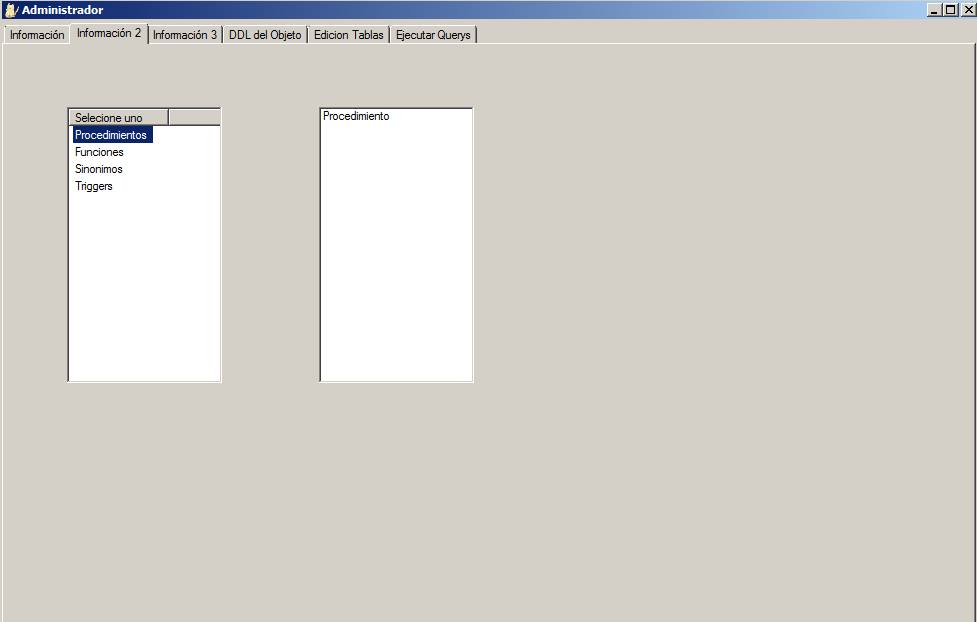 Administrador
Información Información 2 Información 3 DDL del Objeto Edicion Tablas Ejecutar Querys
Selecione uno
Procedimiento
Procedimientos
Funciones
Sinonimos
Triggers